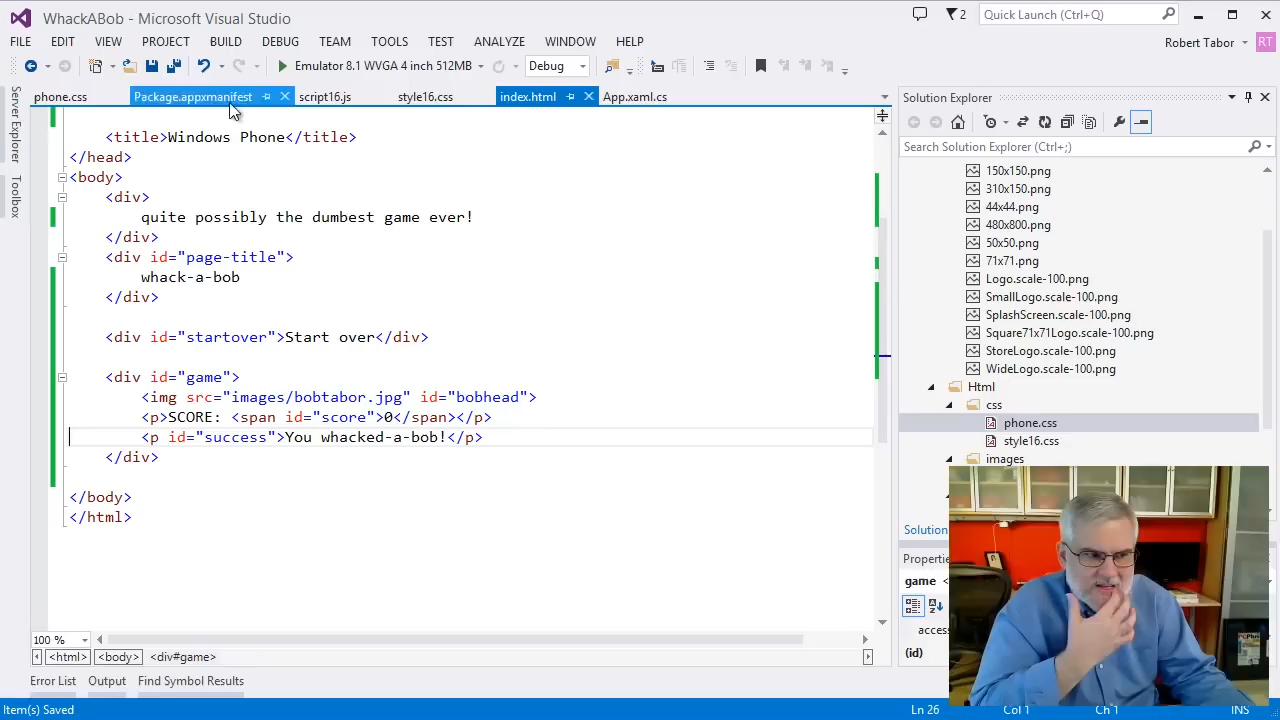 WhackABob - Microsoft Visual Studio
2
Quick Launch (Ctrl+Q)
FILE EDIT VIEW PROJECT BUILD DEBUG TEAM TOOLS TEST ANALYZE WINDOW HELP
Robert Tabor RT
Emulator 8.1 WVGA 4 inch 512MB Debug
Server Explorer
Toolbox
phone.css Package.appxmanifest script16.js style16.css index.html App.xaml.cs
<title>Windows Phone</title>
</head>
<body>
<div>
quite possibly the dumbest game ever!
</div>
<div id="page-title">
whack-a-bob
</div>
<div id="startover">Start over</div>
<div id="game">
<img src="images/bobtabor.jpg" id="bobhead">
<p>SCORE: <span id="score">0</span></p>
<p id="success">You whacked-a-bob!</p>
</div>
</body>
</html>
100 %
<html> <body> <div#game>
Error List Output Find Symbol Results
Solution Explorer
Search Solution Explorer (Ctrl+;)
150x150.png
310x150.png
44x44.png
480x800.png
50x50.png
71x71.png
Logo.scale-100.png
SmallLogo.scale-100.png
SplashScreen.scale-100.png
Square71x71Logo.scale-100.png
StoreLogo.scale-100.png
WideLogo.scale-100.png
Html
css
phone.css
style16.css
images
Solution
Properties
game
access
(id)
Item(s) Saved
Ln 26 Col 1 Ch 1 INS